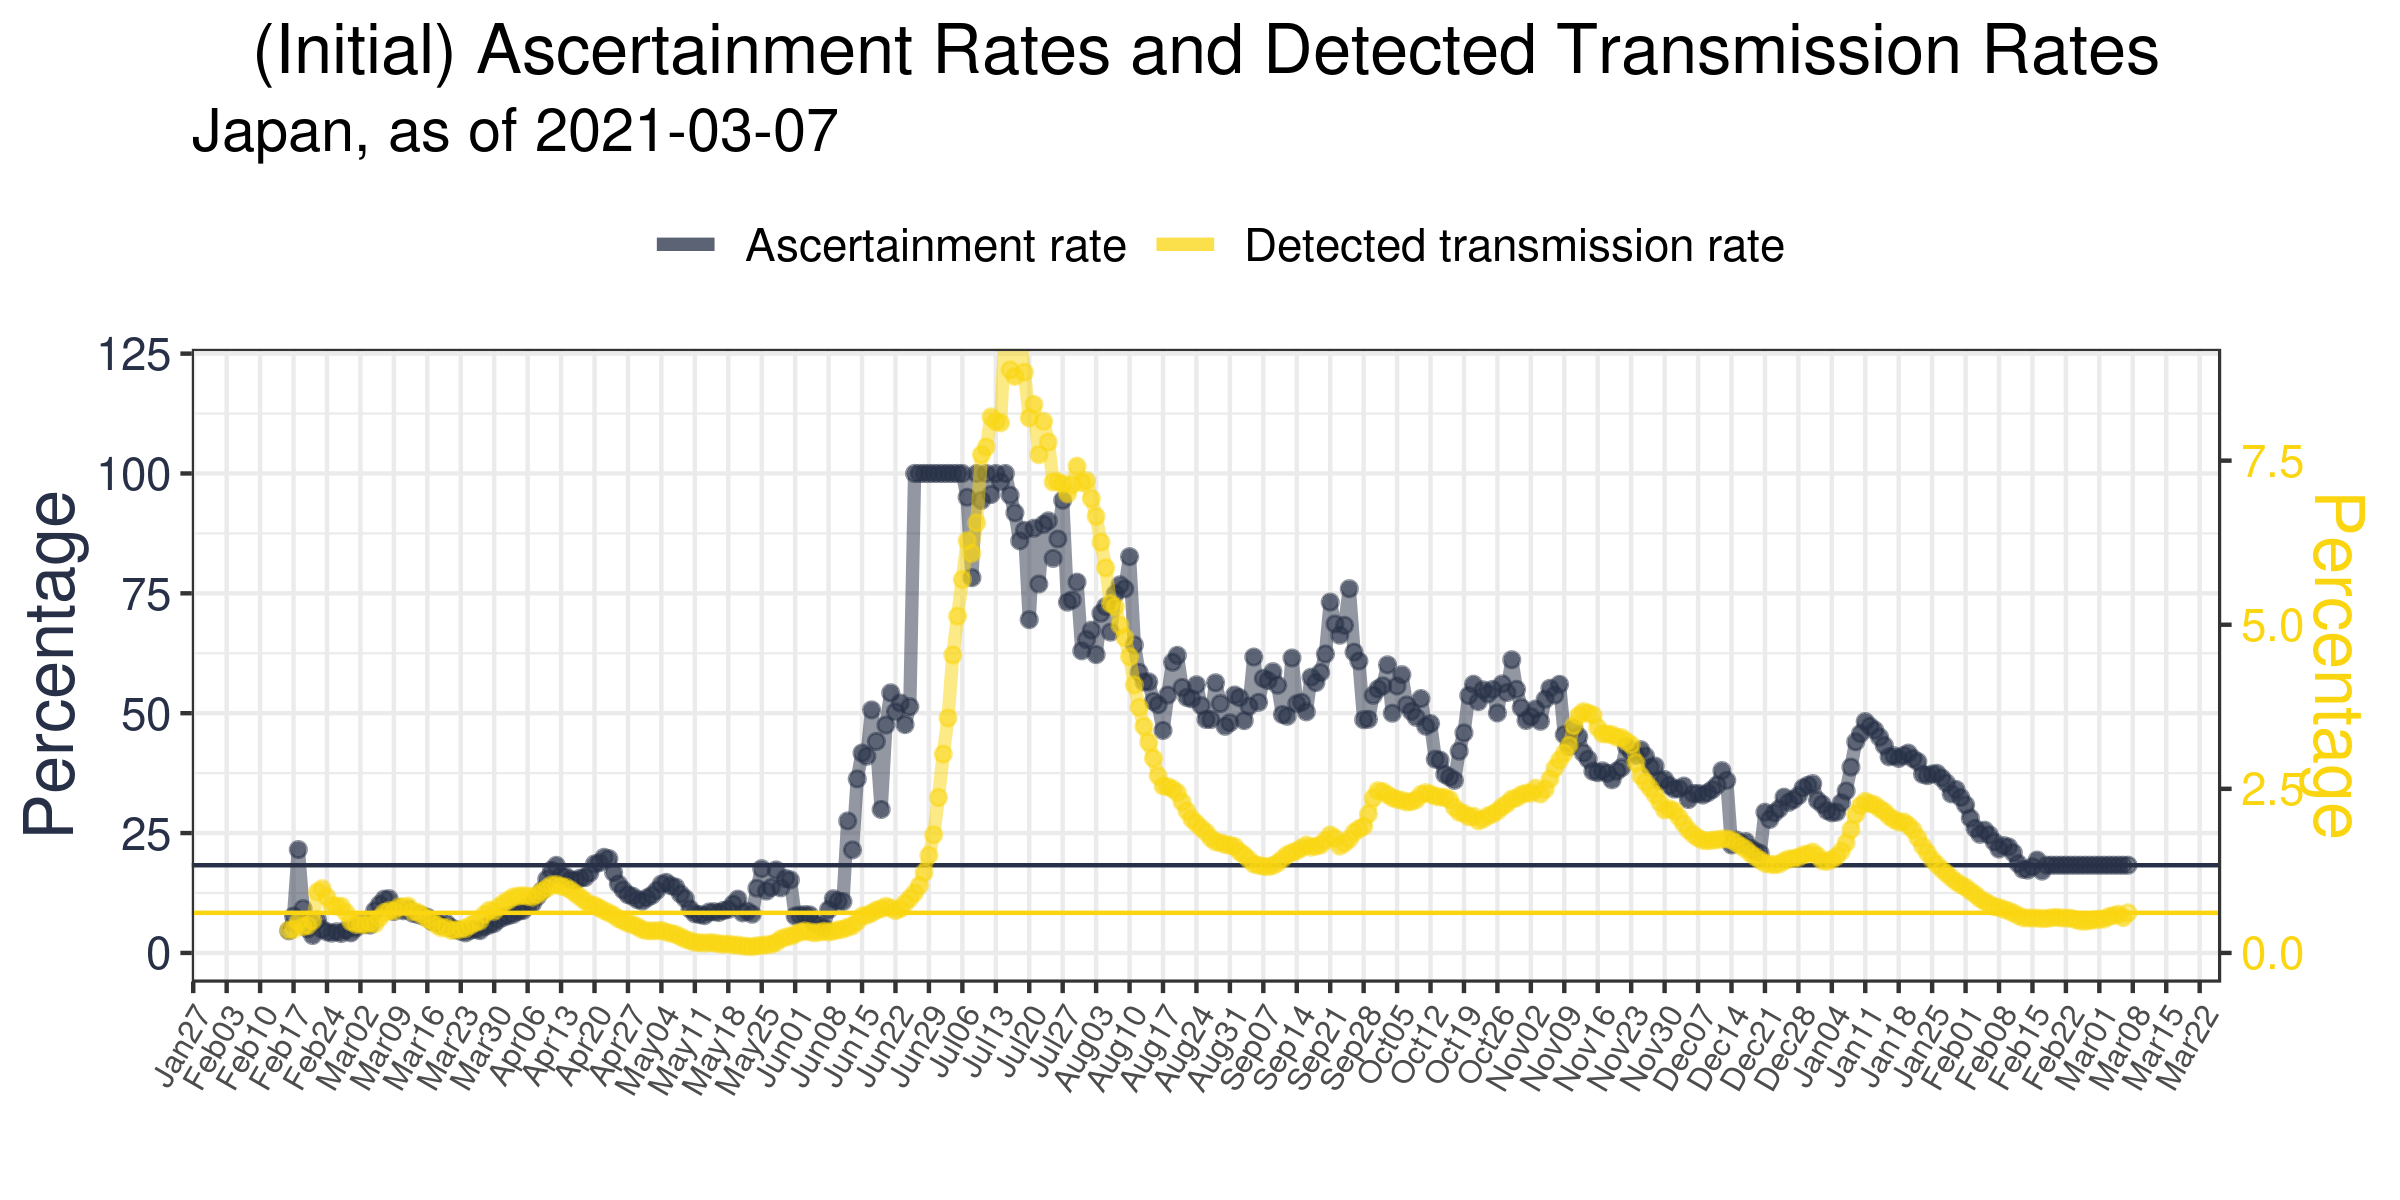 (Initial) Ascertainment Rates and Detected Transmission Rates
Japan, as of 2021-03-07
Ascertainment rate
Detected transmission rate
Percentage
125
100
75
50
25
0
7.5
5.0
2.5
0.0
Percentage
Jan27
Feb03
Feb10
Feb17
Feb24
Mar02
Mar09
Mar16
Mar23
Mar30
Apr06
Apr13
Apr20
Apr27
May04
May11
May18
May25
Jun01
Jun08
Jun15
Jun22
Jun29
Jul06
Jul13
Jul20
Jul27
Aug03
Aug10
Aug17
Aug24
Aug31
Sep07
Sep14
Sep21
Sep28
Oct05
Oct12
Oct19
Oct26
Nov02
Nov09
Nov16
Nov23
Nov30
Dec07
Dec14
Dec21
Dec28
Jan04
Jan11
Jan18
Jan25
Feb01
Feb08
Feb15
Feb22
Mar01
Mar08
Mar15
Mar22